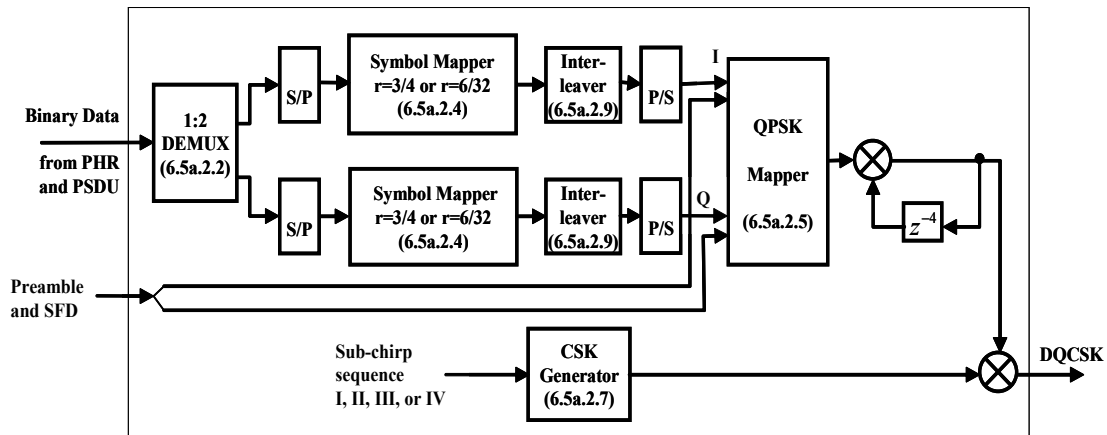 Binary Data
from PHR
and PSDU
1:2
DEMUX
(6.5a.2.2)
S/P
Symbol Mapper
r=3/4 or r=6/32
(6.5a.2.4)
Inter-
leaver
(6.5a.2.9)
P/S
I
S/P
Symbol Mapper
r=3/4 or r=6/32
(6.5a.2.4)
Inter-
leaver
(6.5a.2.9)
P/S
Q
QPSK
Mapper
(6.5a.2.5)
z⁻⁴
Preamble
and SFD
Sub-chirp
sequence
I, II, III, or IV
CSK
Generator
(6.5a.2.7)
DQCSK